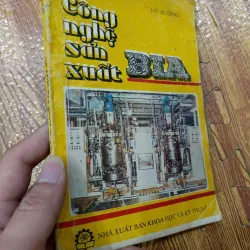 HỒ SƯỞNG
Công
nghệ
sản
xuất
BIA
NHÀ XUẤT BẢN KHOA HỌC VÀ KỸ THUẬT